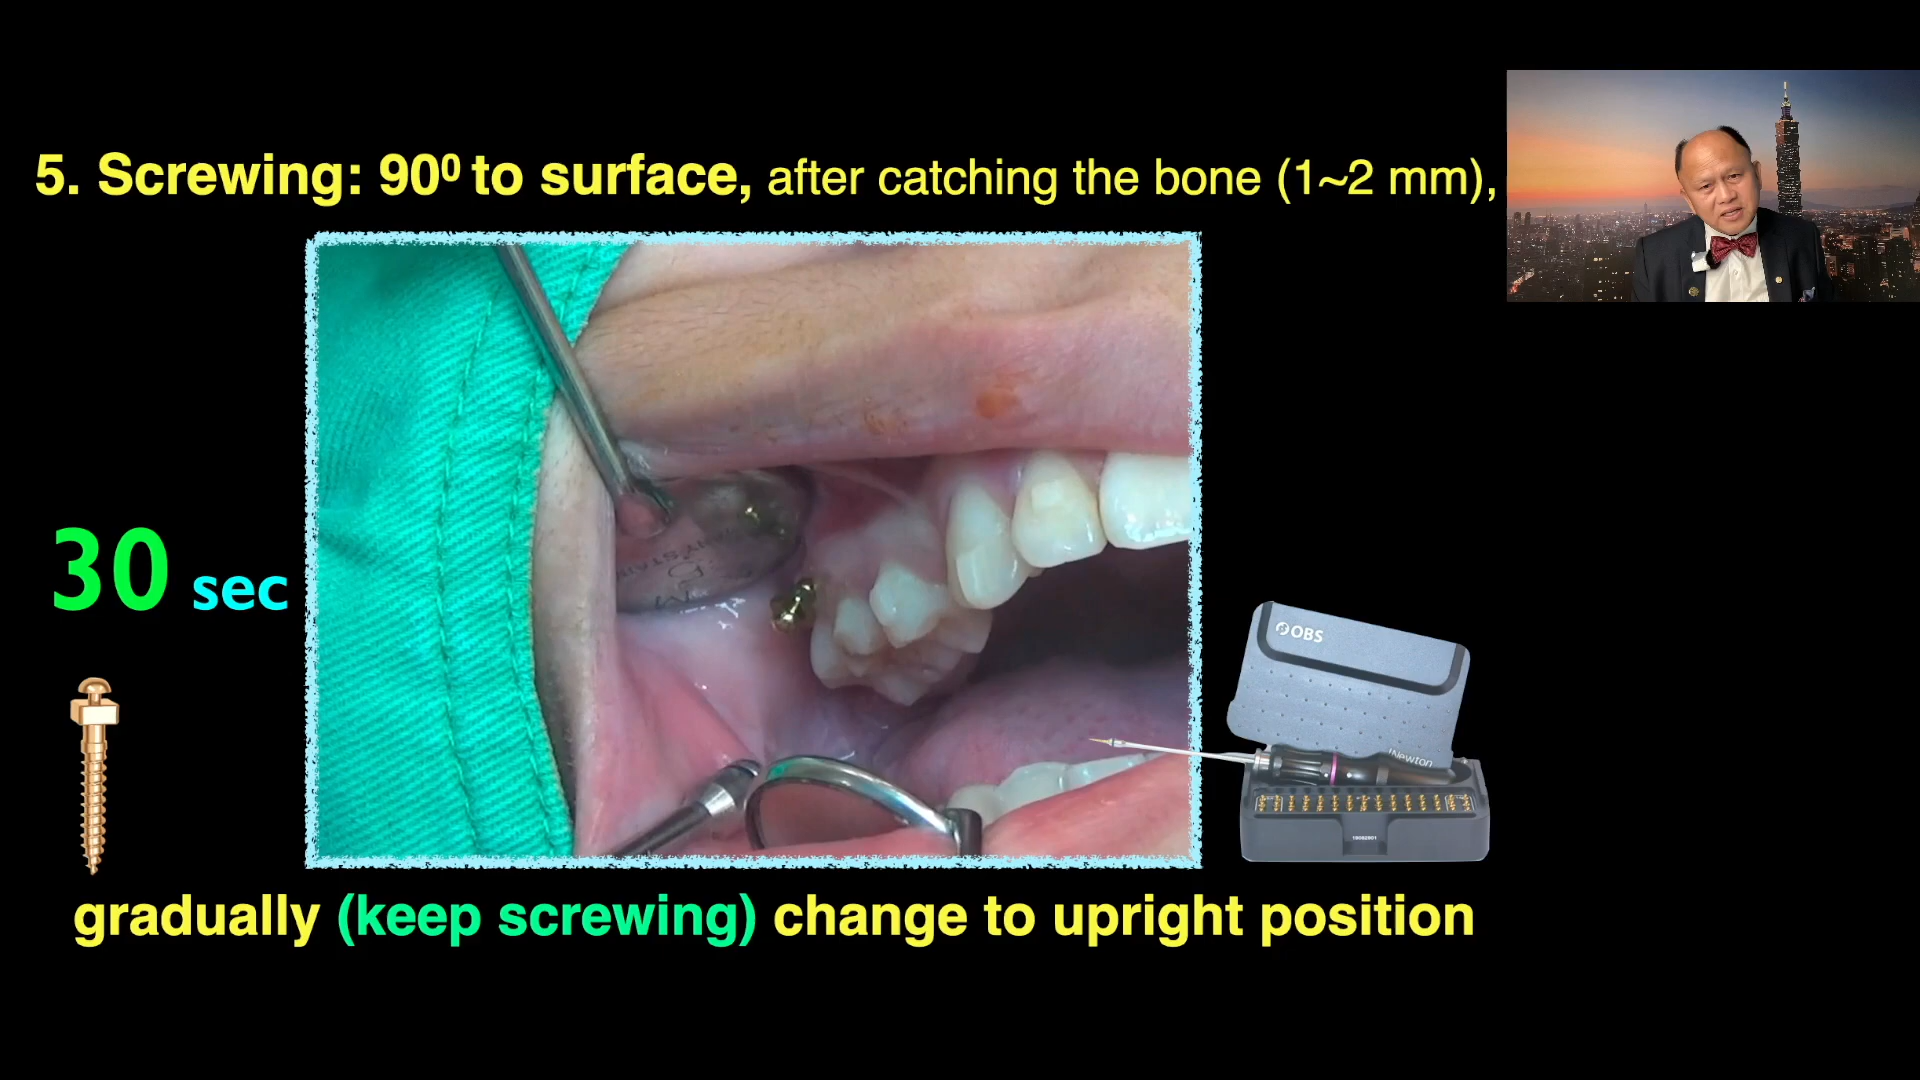 5. Screwing: 90⁰ to surface, after catching the bone (1~2 mm),
30 sec
OBS
iNewton
gradually (keep screwing) change to upright position